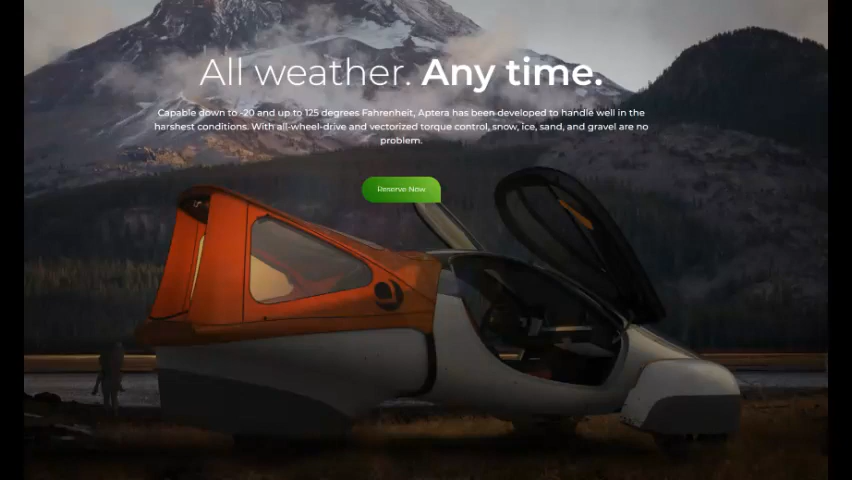 All weather. Any time.
Capable down to -20 and up to 125 degrees Fahrenheit, Aptera has been developed to handle well in the
harshest conditions. With all-wheel-drive and vectorized torque control, snow, ice, sand, and gravel are no
problem.
Reserve Now